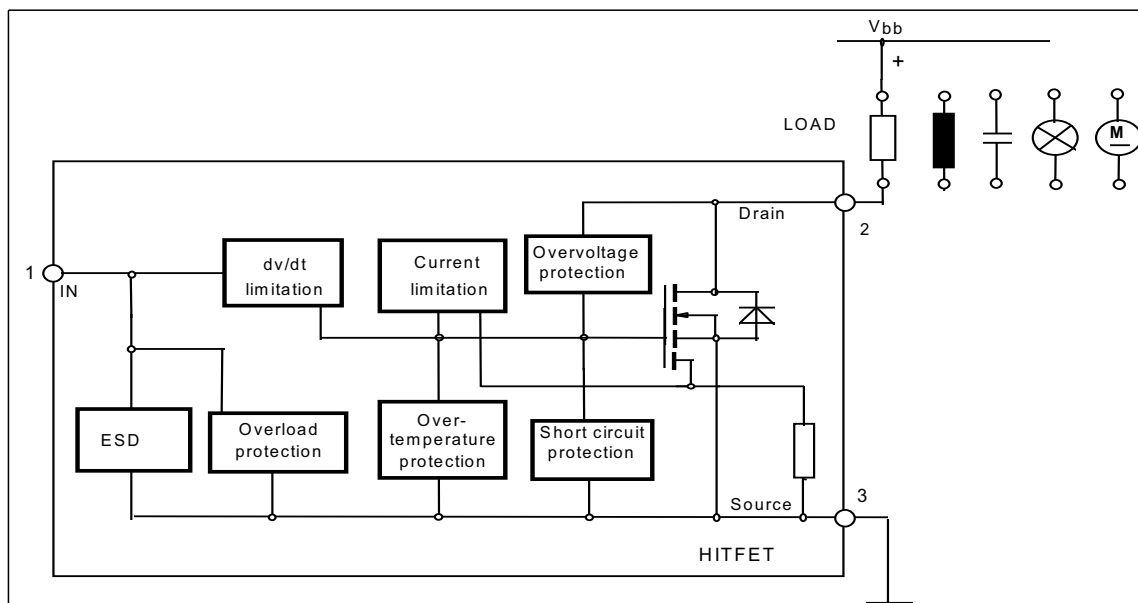 Vbb
+
LOAD
M
Drain
2
1
IN
dv/dt
limitation
Current
limitation
Overvoltage
protection
ESD
Overload
protection
Over-
temperature
protection
Short circuit
protection
Source
3
HITFET